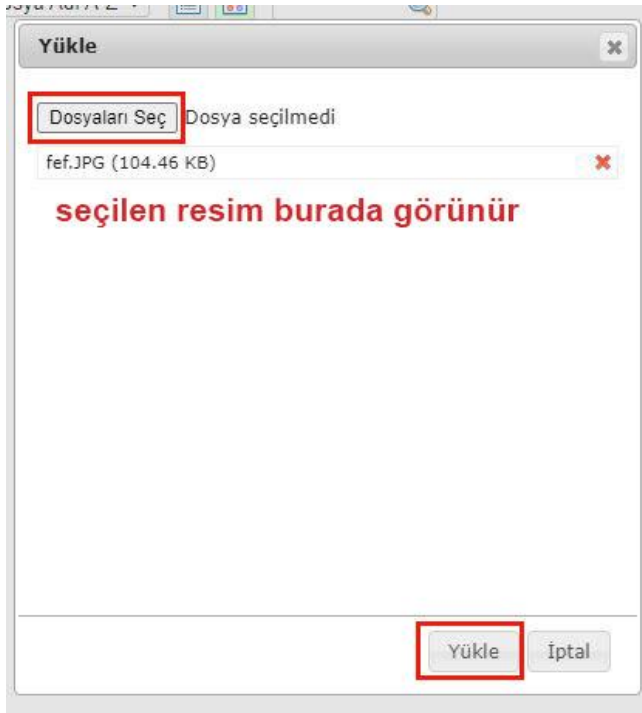 Yükle
Dosyaları Seç Dosya seçilmedi
fef.JPG (104.46 KB)
seçilen resim burada görünür
Yükle İptal